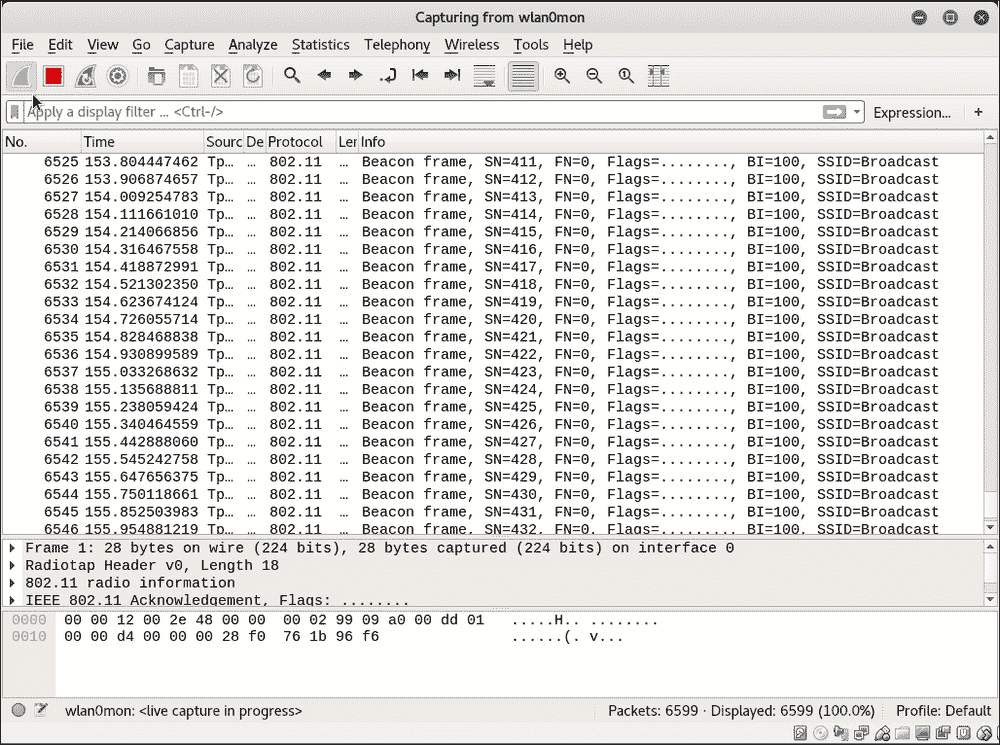 Capturing from wlan0mon
File Edit View Go Capture Analyze Statistics Telephony Wireless Tools Help
Apply a display filter ... <Ctrl-/> Expression... +
No. Time Sourc De Protocol Ler Info
6525 153.804447462 Tp… … 802.11 … Beacon frame, SN=411, FN=0, Flags=........, BI=100, SSID=Broadcast
6526 153.906874657 Tp… … 802.11 … Beacon frame, SN=412, FN=0, Flags=........, BI=100, SSID=Broadcast
6527 154.009254783 Tp… … 802.11 … Beacon frame, SN=413, FN=0, Flags=........, BI=100, SSID=Broadcast
6528 154.111661010 Tp… … 802.11 … Beacon frame, SN=414, FN=0, Flags=........, BI=100, SSID=Broadcast
6529 154.214066856 Tp… … 802.11 … Beacon frame, SN=415, FN=0, Flags=........, BI=100, SSID=Broadcast
6530 154.316467558 Tp… … 802.11 … Beacon frame, SN=416, FN=0, Flags=........, BI=100, SSID=Broadcast
6531 154.418872991 Tp… … 802.11 … Beacon frame, SN=417, FN=0, Flags=........, BI=100, SSID=Broadcast
6532 154.521302350 Tp… … 802.11 … Beacon frame, SN=418, FN=0, Flags=........, BI=100, SSID=Broadcast
6533 154.623674124 Tp… … 802.11 … Beacon frame, SN=419, FN=0, Flags=........, BI=100, SSID=Broadcast
6534 154.726055714 Tp… … 802.11 … Beacon frame, SN=420, FN=0, Flags=........, BI=100, SSID=Broadcast
6535 154.828468838 Tp… … 802.11 … Beacon frame, SN=421, FN=0, Flags=........, BI=100, SSID=Broadcast
6536 154.930899589 Tp… … 802.11 … Beacon frame, SN=422, FN=0, Flags=........, BI=100, SSID=Broadcast
6537 155.033268632 Tp… … 802.11 … Beacon frame, SN=423, FN=0, Flags=........, BI=100, SSID=Broadcast
6538 155.135688811 Tp… … 802.11 … Beacon frame, SN=424, FN=0, Flags=........, BI=100, SSID=Broadcast
6539 155.238059424 Tp… … 802.11 … Beacon frame, SN=425, FN=0, Flags=........, BI=100, SSID=Broadcast
6540 155.340464559 Tp… … 802.11 … Beacon frame, SN=426, FN=0, Flags=........, BI=100, SSID=Broadcast
6541 155.442888060 Tp… … 802.11 … Beacon frame, SN=427, FN=0, Flags=........, BI=100, SSID=Broadcast
6542 155.545242758 Tp… … 802.11 … Beacon frame, SN=428, FN=0, Flags=........, BI=100, SSID=Broadcast
6543 155.647656375 Tp… … 802.11 … Beacon frame, SN=429, FN=0, Flags=........, BI=100, SSID=Broadcast
6544 155.750118661 Tp… … 802.11 … Beacon frame, SN=430, FN=0, Flags=........, BI=100, SSID=Broadcast
6545 155.852503983 Tp… … 802.11 … Beacon frame, SN=431, FN=0, Flags=........, BI=100, SSID=Broadcast
6546 155.954881219 Tp… … 802.11 … Beacon frame, SN=432, FN=0, Flags=........, BI=100, SSID=Broadcast
Frame 1: 28 bytes on wire (224 bits), 28 bytes captured (224 bits) on interface 0
Radiotap Header v0, Length 18
802.11 radio information
IEEE 802.11 Acknowledgement, Flags: ........
0000 00 00 12 00 2e 48 00 00 00 02 99 09 a0 00 dd 01 .....H.. ........
0010 00 00 d4 00 00 00 28 f0 76 1b 96 f6 ......(. v...
wlan0mon: <live capture in progress> Packets: 6599 · Displayed: 6599 (100.0%) Profile: Default